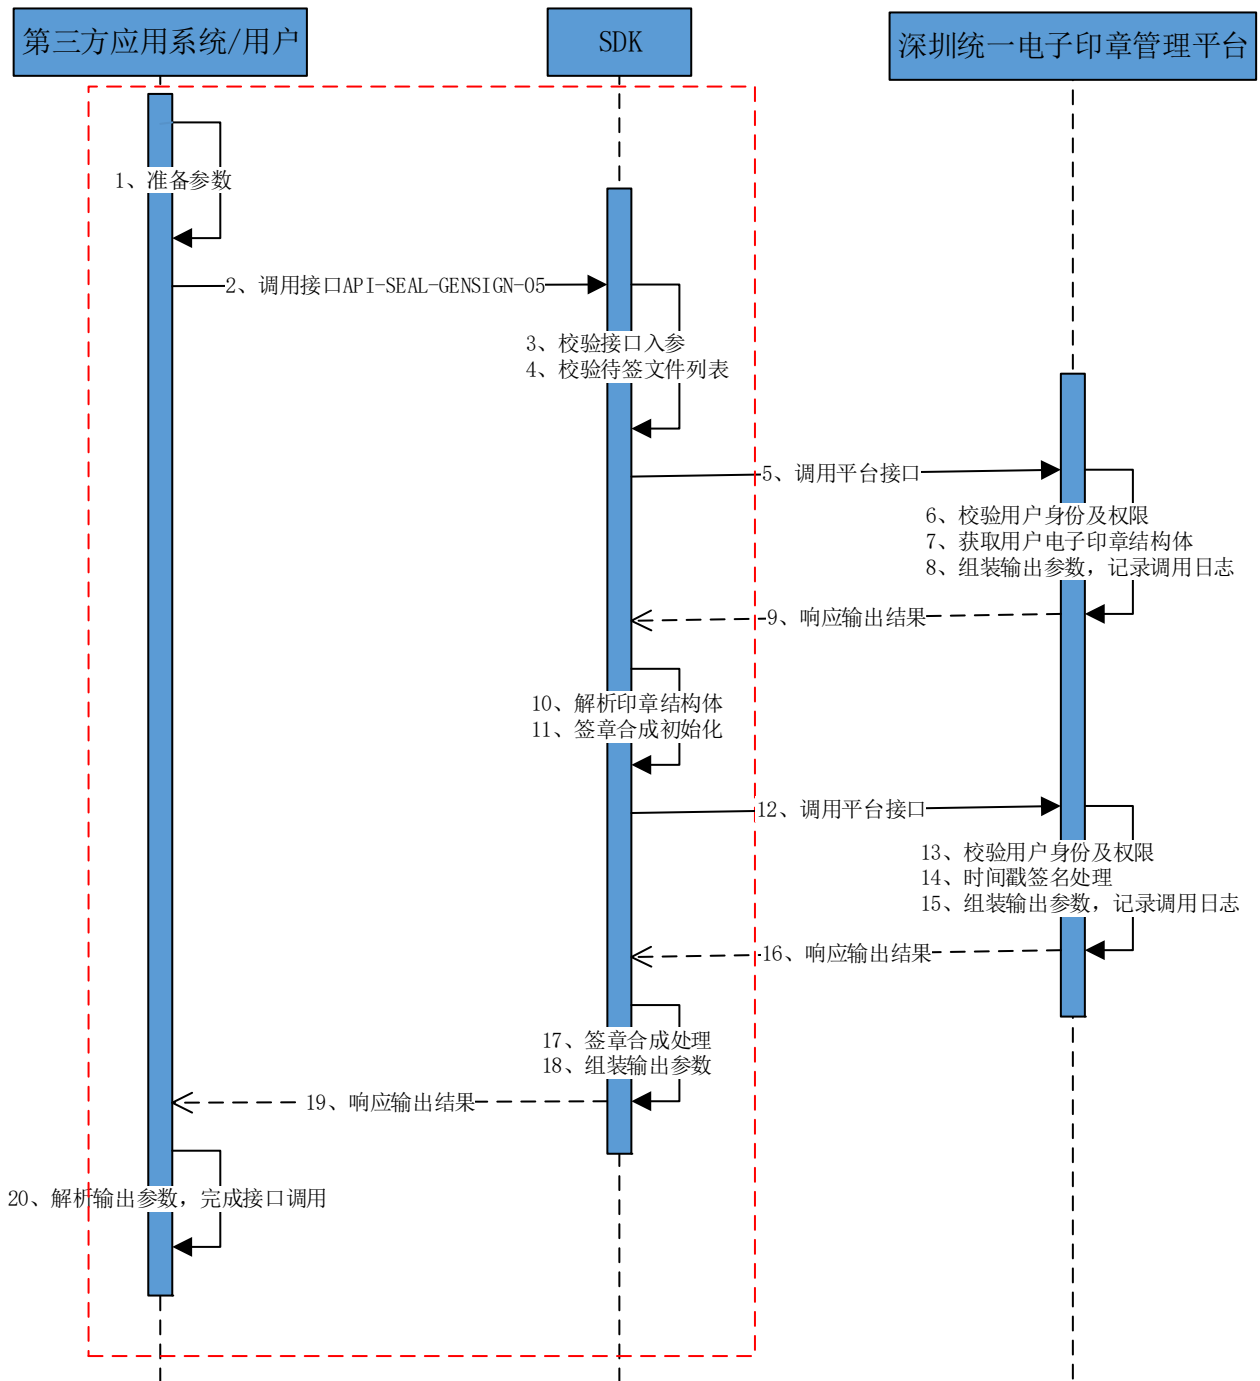 第三方应用系统/用户
SDK
深圳统一电子印章管理平台
1、准备参数
2、调用接口API-SEAL-GENSIGN-05
3、校验接口入参
4、校验待签文件列表
5、调用平台接口
6、校验用户身份及权限
7、获取用户电子印章结构体
8、组装输出参数，记录调用日志
9、响应输出结果
10、解析印章结构体
11、签章合成初始化
12、调用平台接口
13、校验用户身份及权限
14、时间戳签名处理
15、组装输出参数，记录调用日志
16、响应输出结果
17、签章合成处理
18、组装输出参数
19、响应输出结果
20、解析输出参数，完成接口调用